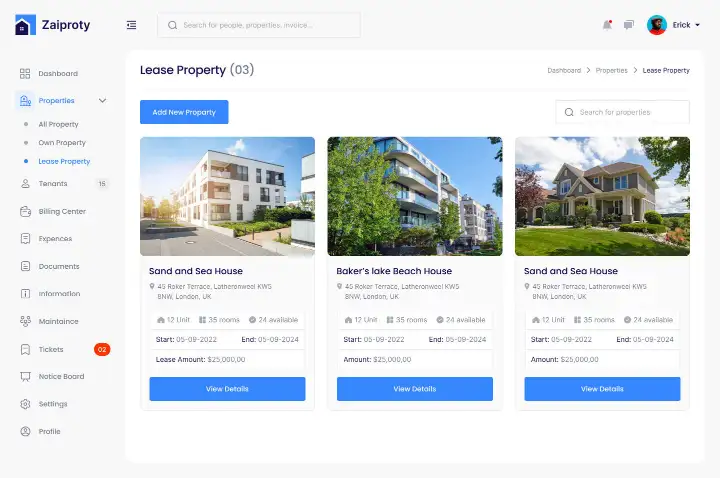 Zaiproty
Search for people, properties, invoice...
Erick
Dashboard
Properties
All Property
Own Property
Lease Property
Tenants 15
Billing Center
Expences
Documents
Information
Maintaince
Tickets 02
Notice Board
Settings
Profile
Lease Property (03)
Dashboard > Properties > Lease Property
Add New Proparty
Search for properties
Sand and Sea House
45 Roker Terrace, Latheronweel KW5
8NW, London, UK
12 Unit 35 rooms 24 available
Start: 05-09-2022 End: 05-09-2024
Lease Amount: $25,000,00
View Details
Baker's lake Beach House
45 Roker Terrace, Latheronweel KW5
8NW, London, UK
12 Unit 35 rooms 24 available
Start: 05-09-2022 End: 05-09-2024
Amount: $25,000,00
View Details
Sand and Sea House
45 Roker Terrace, Latheronweel KW5
8NW, London, UK
12 Unit 35 rooms 24 available
Start: 05-09-2022 End: 05-09-2024
Amount: $25,000,00
View Details